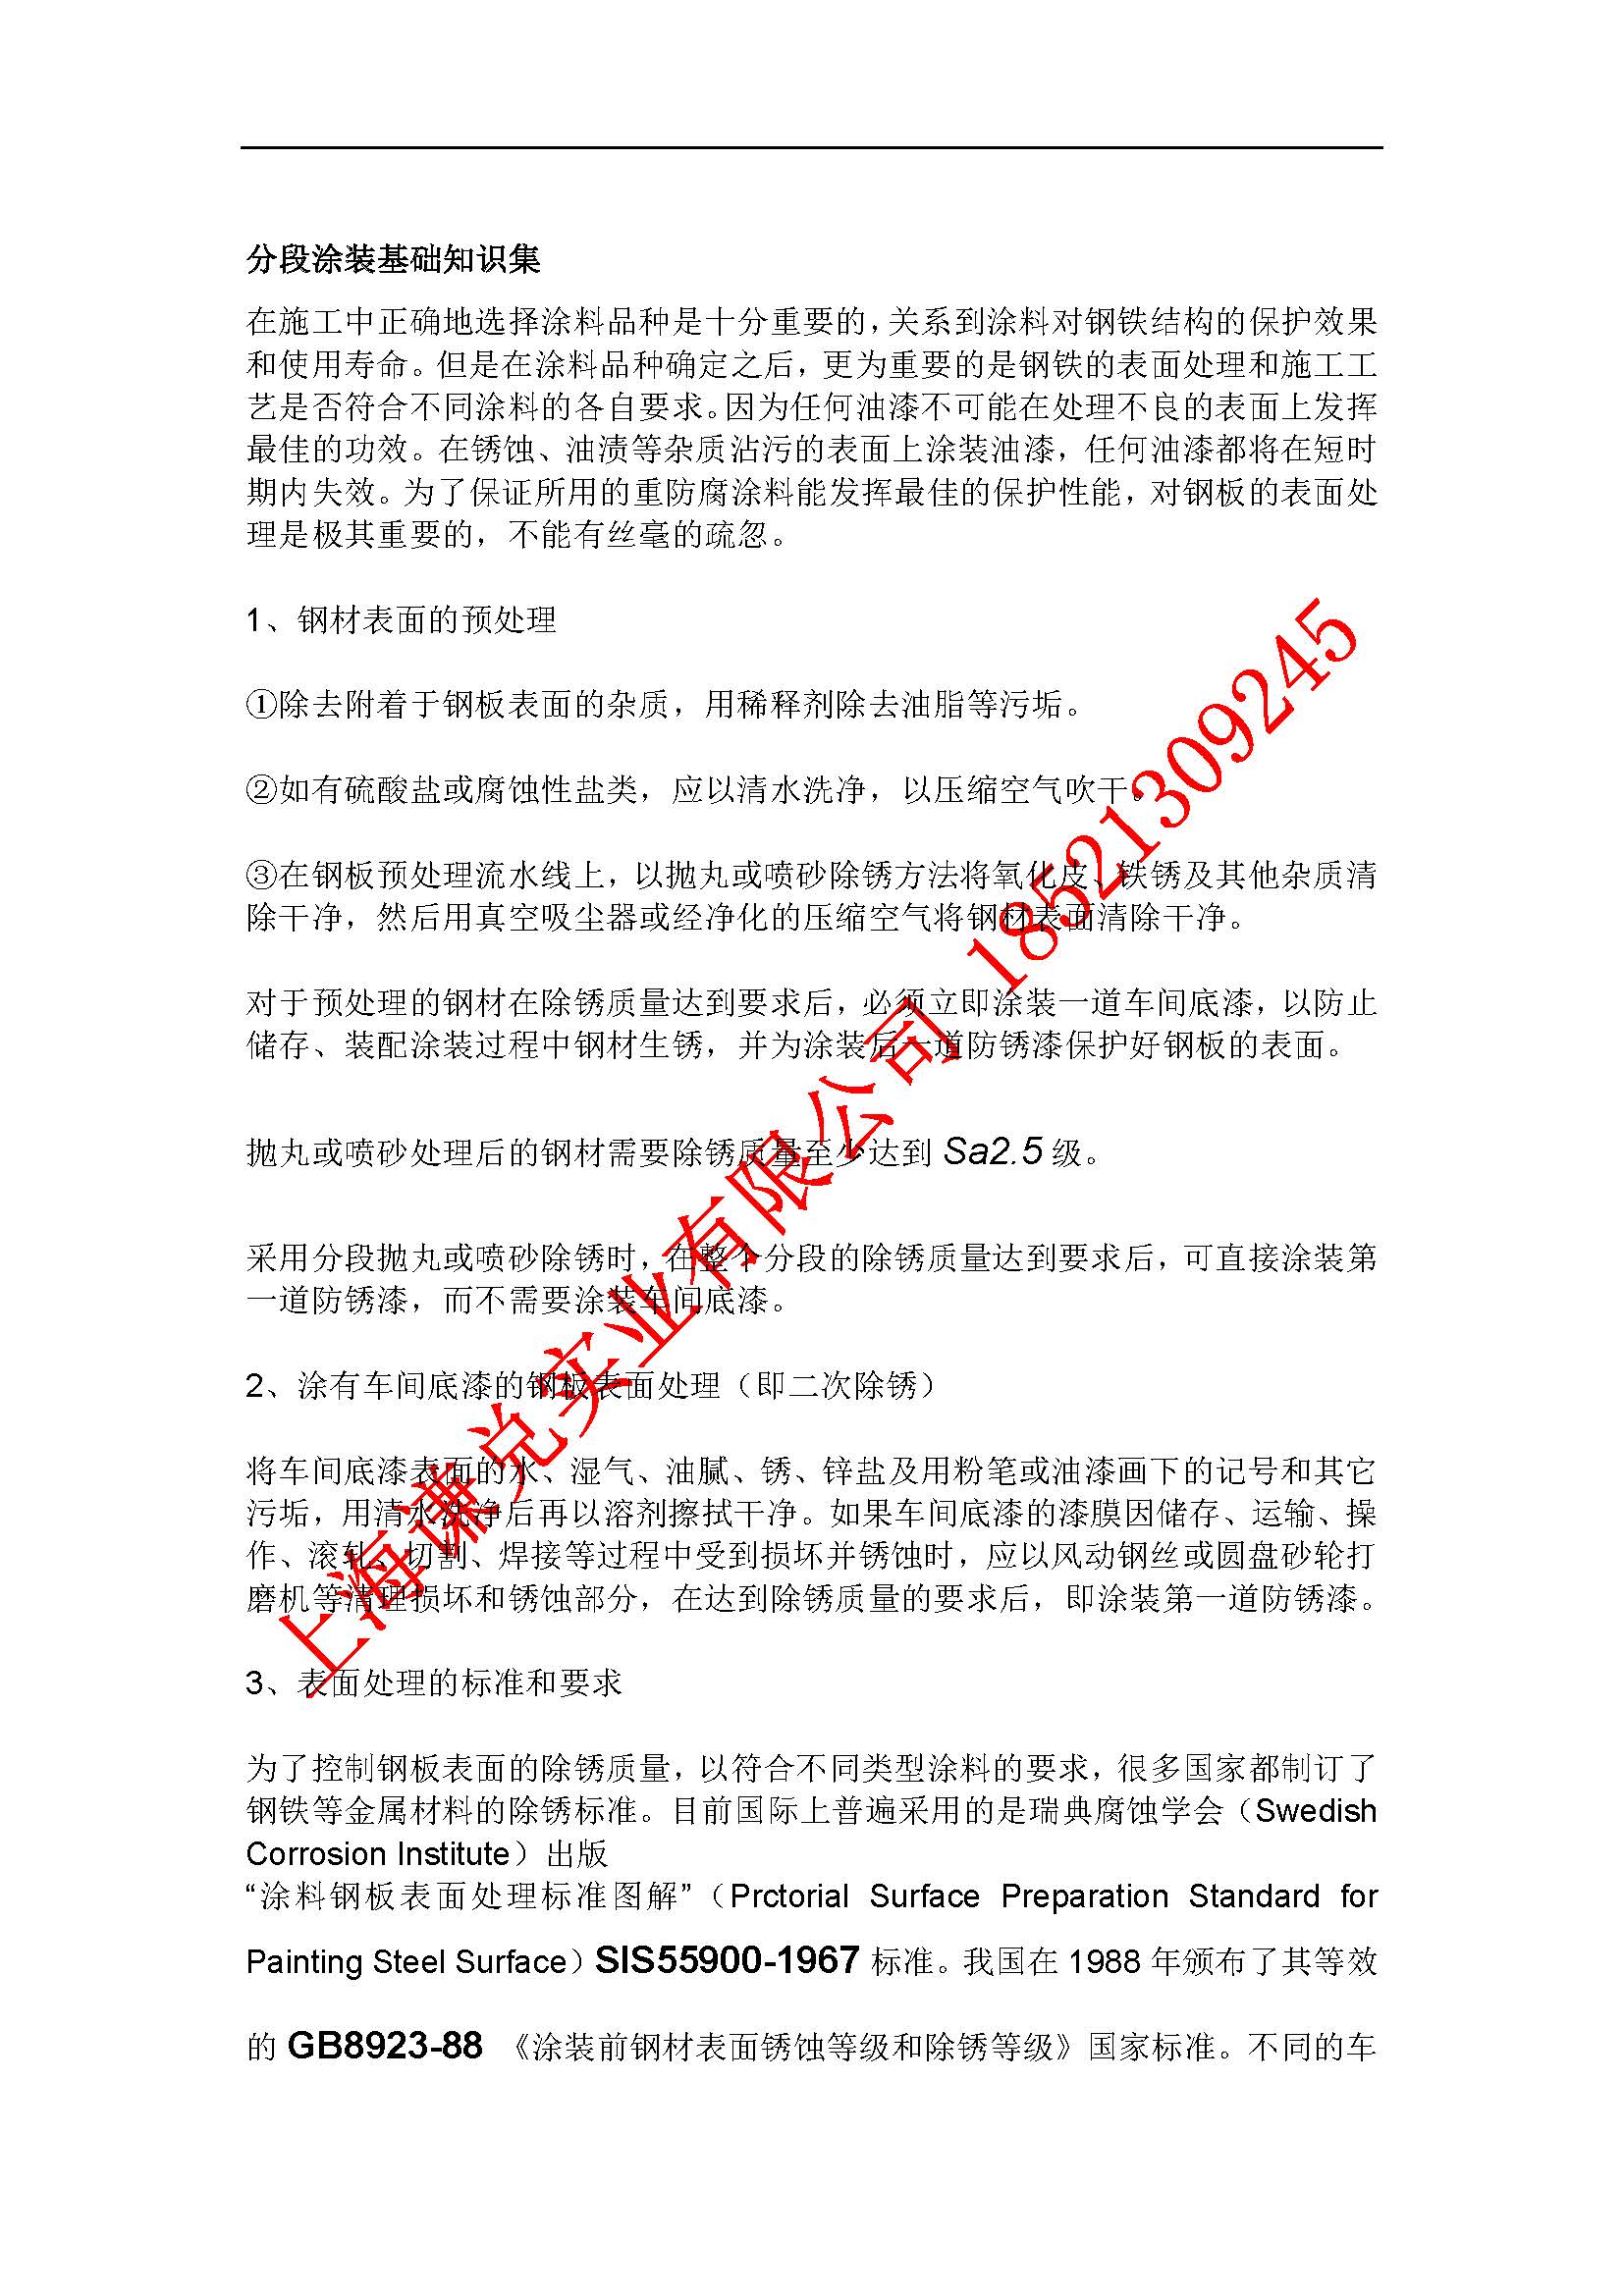 分段涂装基础知识集
在施工中正确地选择涂料品种是十分重要的，关系到涂料对钢铁结构的保护效果
和使用寿命。但是在涂料品种确定之后，更为重要的是钢铁的表面处理和施工工
艺是否符合不同涂料的各自要求。因为任何油漆不可能在处理不良的表面上发挥
最佳的功效。在锈蚀、油渍等杂质沾污的表面上涂装油漆，任何油漆都将在短时
期内失效。为了保证所用的重防腐涂料能发挥最佳的保护性能，对钢板的表面处
理是极其重要的，不能有丝毫的疏忽。
1、钢材表面的预处理
①除去附着于钢板表面的杂质，用稀释剂除去油脂等污垢。
②如有硫酸盐或腐蚀性盐类，应以清水洗净，以压缩空气吹干。
③在钢板预处理流水线上，以抛丸或喷砂除锈方法将氧化皮、铁锈及其他杂质清
除干净，然后用真空吸尘器或经净化的压缩空气将钢材表面清除干净。
对于预处理的钢材在除锈质量达到要求后，必须立即涂装一道车间底漆，以防止
储存、装配涂装过程中钢材生锈，并为涂装后一道防锈漆保护好钢板的表面。
抛丸或喷砂处理后的钢材需要除锈质量至少达到 Sa2.5 级。
采用分段抛丸或喷砂除锈时，在整个分段的除锈质量达到要求后，可直接涂装第
一道防锈漆，而不需要涂装车间底漆。
2、涂有车间底漆的钢板表面处理（即二次除锈）
将车间底漆表面的水、湿气、油腻、锈、锌盐及用粉笔或油漆画下的记号和其它
污垢，用清水洗净后再以溶剂擦拭干净。如果车间底漆的漆膜因储存、运输、操
作、滚轧、切割、焊接等过程中受到损坏并锈蚀时，应以风动钢丝或圆盘砂轮打
磨机等清理损坏和锈蚀部分，在达到除锈质量的要求后，即涂装第一道防锈漆。
3、表面处理的标准和要求
为了控制钢板表面的除锈质量，以符合不同类型涂料的要求，很多国家都制订了
钢铁等金属材料的除锈标准。目前国际上普遍采用的是瑞典腐蚀学会（Swedish
Corrosion Institute）出版
“涂料钢板表面处理标准图解”（Prctorial Surface Preparation Standard for
Painting Steel Surface）SIS55900-1967 标准。我国在 1988 年颁布了其等效
的 GB8923-88 《涂装前钢材表面锈蚀等级和除锈等级》国家标准。不同的车
上海谦兑实业有限公司 18521309245